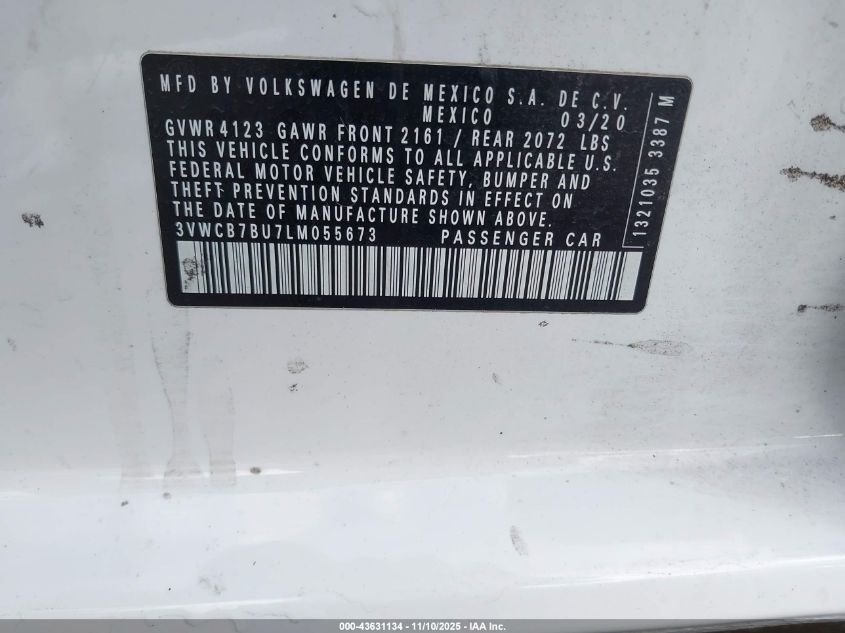 MFD BY VOLKSWAGEN DE MEXICO S.A. DE C.V.
MEXICO 03/20
GVWR 4123 GAWR FRONT 2161 / REAR 2072 LBS
THIS VEHICLE CONFORMS TO ALL APPLICABLE U.S.
FEDERAL MOTOR VEHICLE SAFETY, BUMPER AND
THEFT PREVENTION STANDARDS IN EFFECT ON
THE DATE OF MANUFACTURE SHOWN ABOVE.
3VWCB7BU7LM055673 PASSENGER CAR
1321035 3387 M
000-43631134 - 11/10/2025 - IAA Inc.